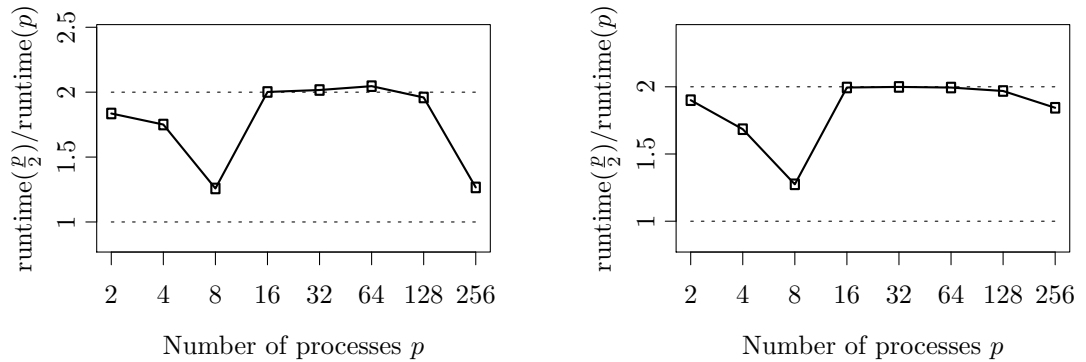 runtime(p/2)/runtime(p)
2.5
2
1.5
1
2 4 8 16 32 64 128 256
Number of processes p
runtime(p/2)/runtime(p)
2
1.5
1
2 4 8 16 32 64 128 256
Number of processes p